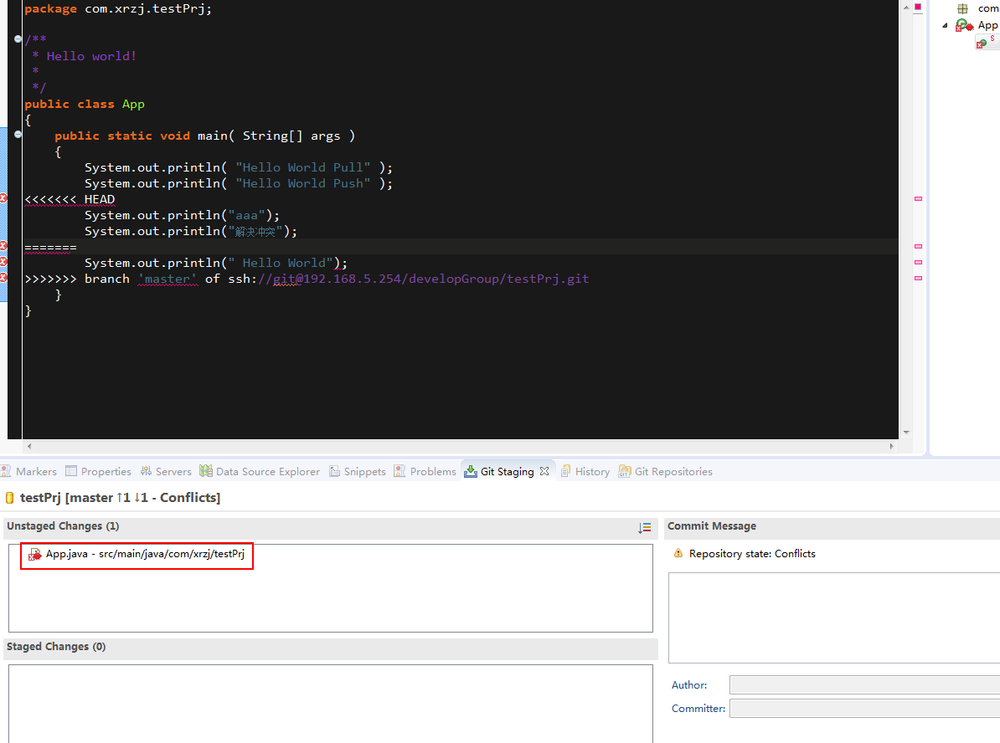 package com.xrzj.testPrj;
/**
 * Hello world!
 *
 */
public class App
{
    public static void main( String[] args )
    {
        System.out.println( "Hello World Pull" );
        System.out.println( "Hello World Push" );
<<<<<<< HEAD
        System.out.println("aaa");
        System.out.println("解决冲突");
=======
        System.out.println(" Hello World");
>>>>>>> branch 'master' of ssh://git@192.168.5.254/developGroup/testPrj.git
    }
}
com
App
S
Markers Properties Servers Data Source Explorer Snippets Problems Git Staging History Git Repositories
testPrj [master ↑1 ↓1 - Conflicts]
Unstaged Changes (1)
App.java - src/main/java/com/xrzj/testPrj
Staged Changes (0)
Commit Message
Repository state: Conflicts
Author:
Committer: